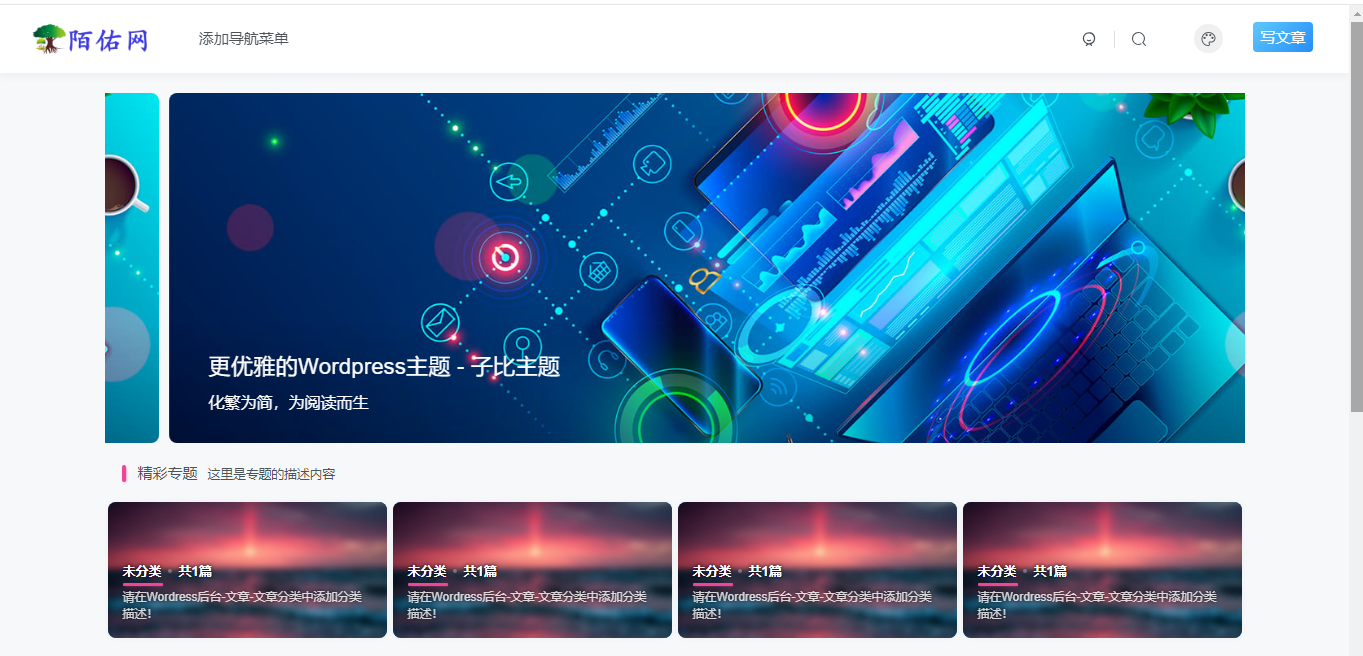 陌佑网
添加导航菜单
写文章
更优雅的Wordpress主题 - 子比主题
化繁为简，为阅读而生
精彩专题 这里是专题的描述内容
未分类 • 共1篇
请在Wordress后台-文章-文章分类中添加分类
描述！
未分类 • 共1篇
请在Wordress后台-文章-文章分类中添加分类
描述！
未分类 • 共1篇
请在Wordress后台-文章-文章分类中添加分类
描述！
未分类 • 共1篇
请在Wordress后台-文章-文章分类中添加分类
描述！